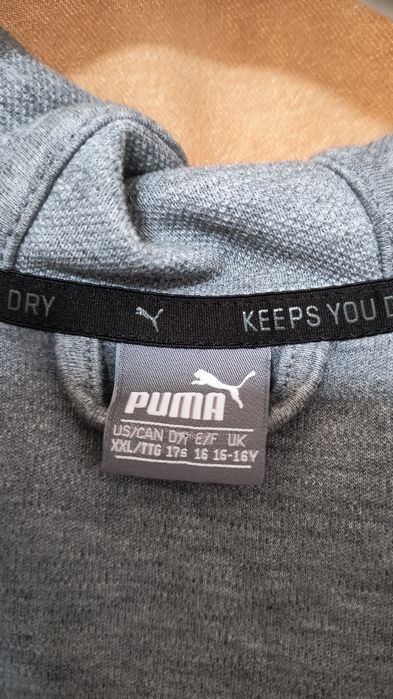 DRY KEEPS YOU D
PUMA
US/CAN D E/F UK
XXL/TTG 176 16 15-16Y